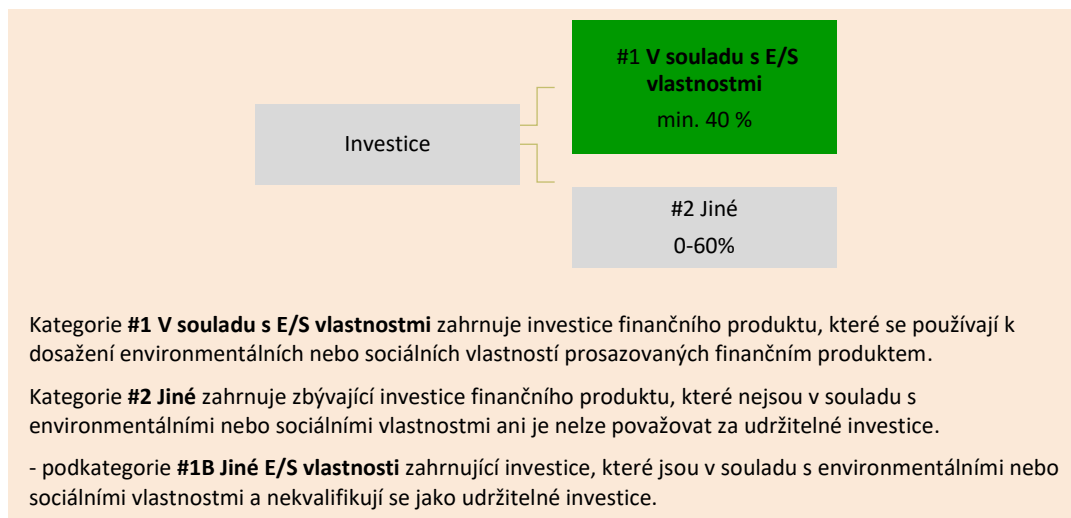 #1 V souladu s E/S
vlastnostmi
min. 40 %
Investice
#2 Jiné
0-60%
Kategorie #1 V souladu s E/S vlastnostmi zahrnuje investice finančního produktu, které se používají k
dosažení environmentálních nebo sociálních vlastností prosazovaných finančním produktem.
Kategorie #2 Jiné zahrnuje zbývající investice finančního produktu, které nejsou v souladu s
environmentálními nebo sociálními vlastnostmi ani je nelze považovat za udržitelné investice.
- podkategorie #1B Jiné E/S vlastnosti zahrnující investice, které jsou v souladu s environmentálními nebo
sociálními vlastnostmi a nekvalifikují se jako udržitelné investice.